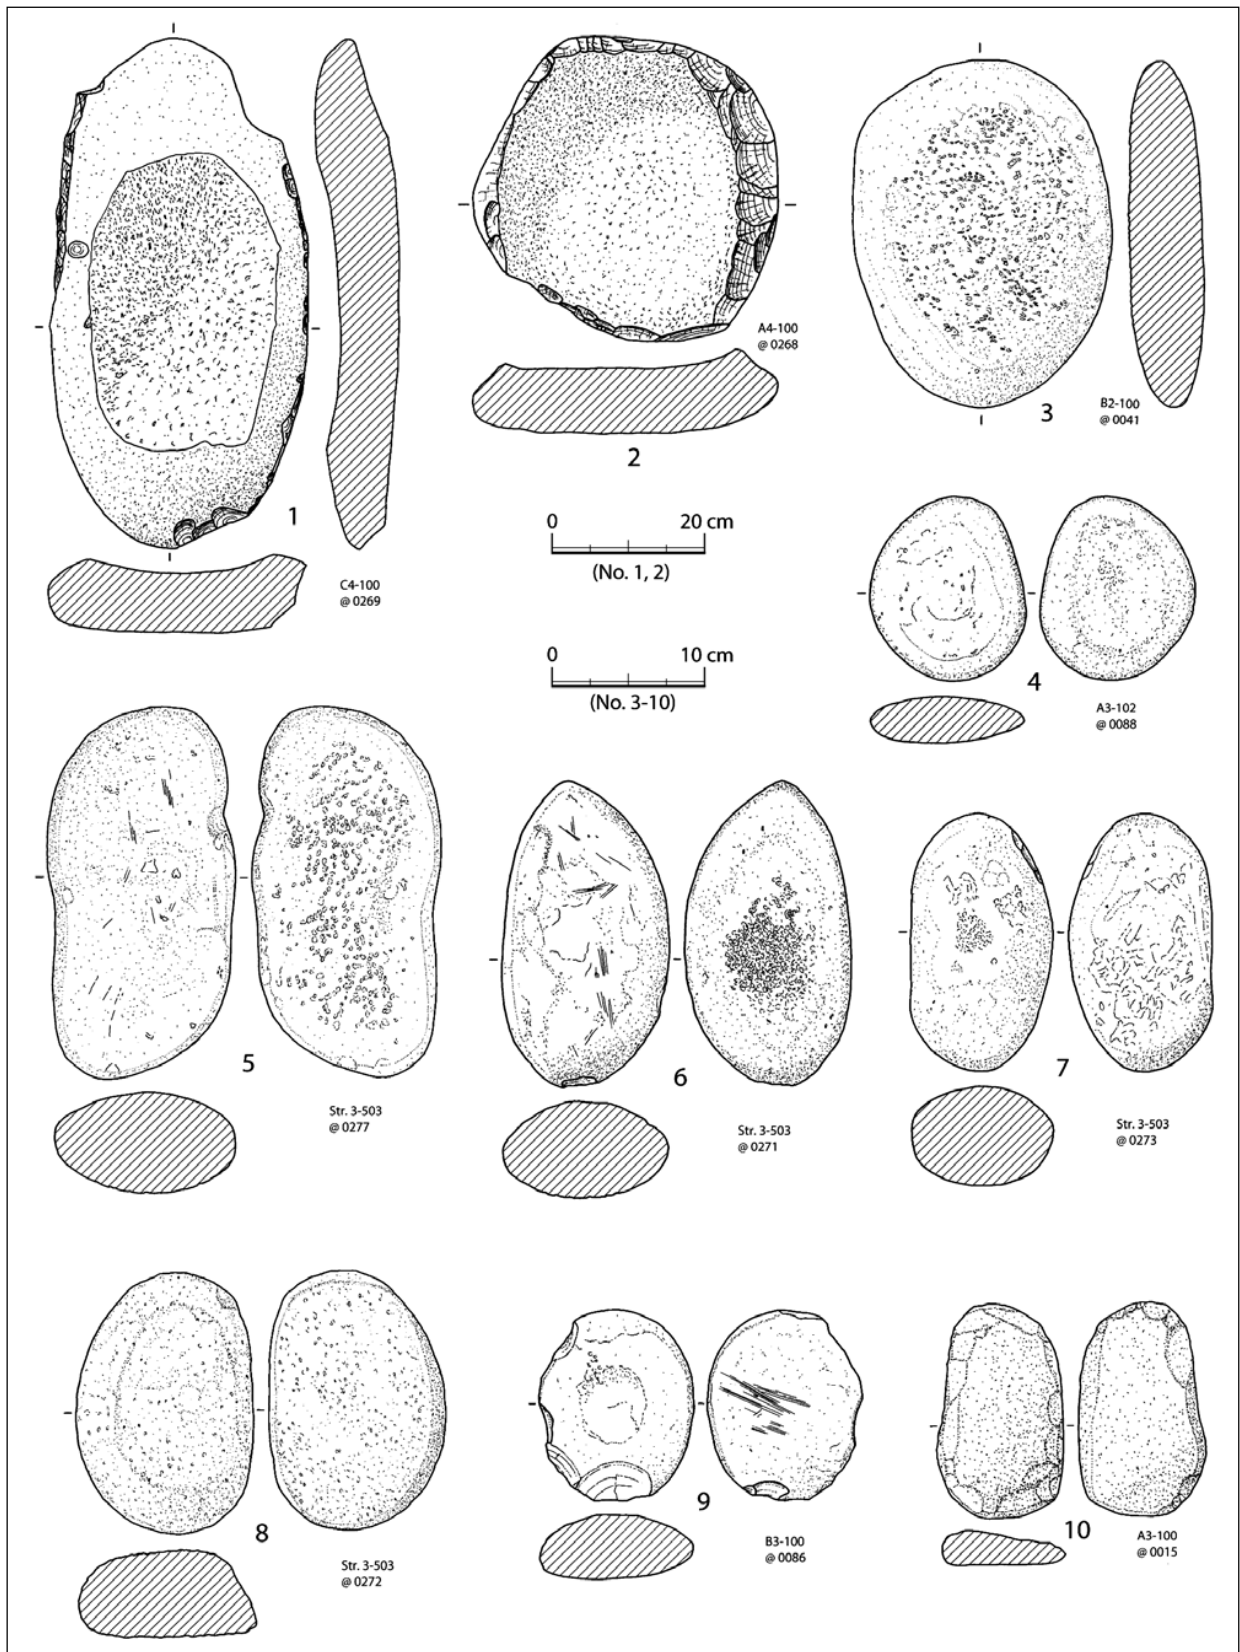 1
C4-100
@ 0269
A4-100
@ 0268
2
3
B2-100
@ 0041
0 20 cm
(No. 1, 2)
0 10 cm
(No. 3-10)
4
A3-102
@ 0088
5
Str. 3-503
@ 0277
6
Str. 3-503
@ 0271
7
Str. 3-503
@ 0273
8
Str. 3-503
@ 0272
9
B3-100
@ 0086
10
A3-100
@ 0015